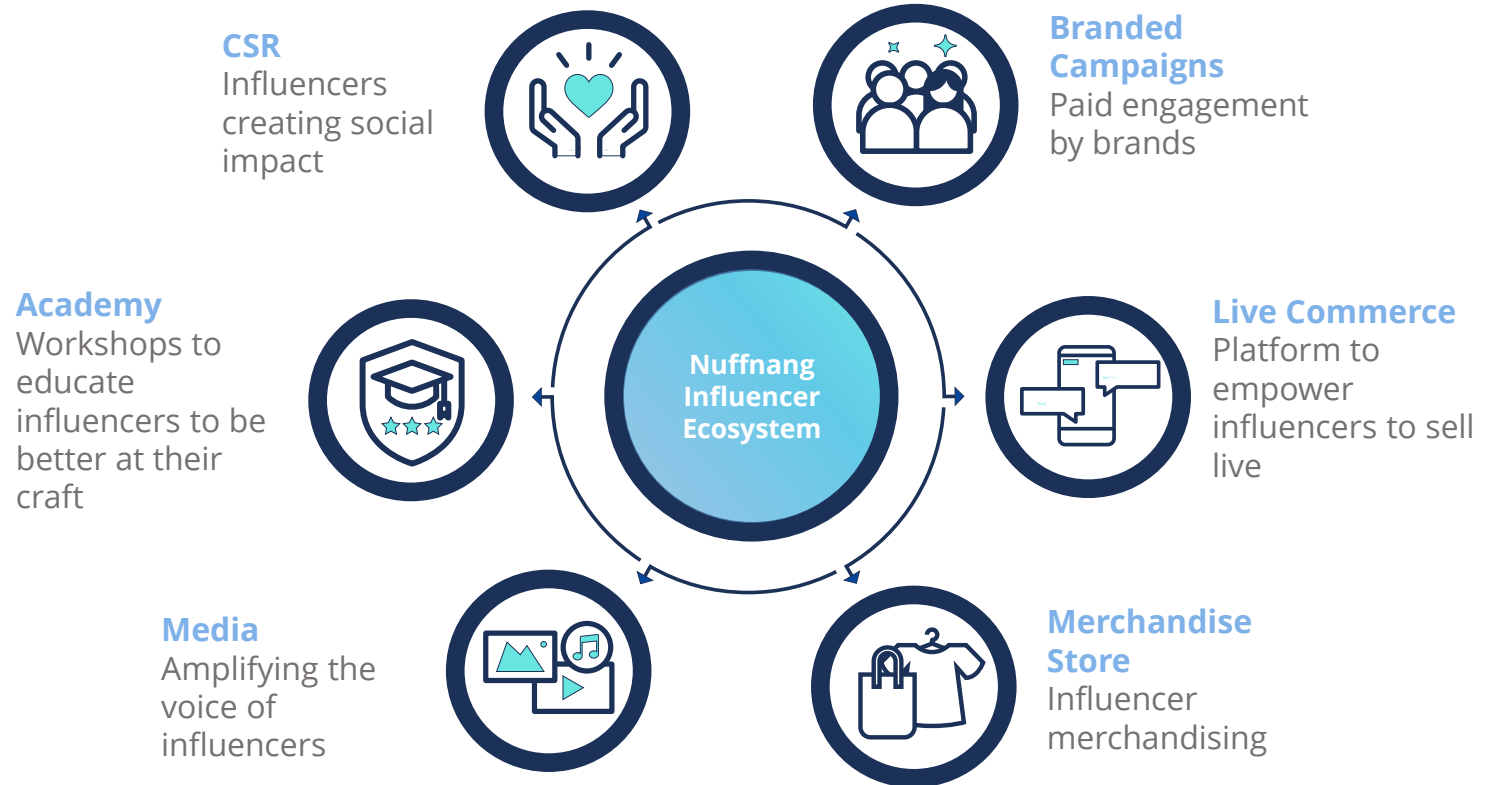 CSR
Influencers
creating social
impact
Branded
Campaigns
Paid engagement
by brands
Academy
Workshops to
educate
influencers to be
better at their
craft
Nuffnang
Influencer
Ecosystem
Live Commerce
Platform to
empower
influencers to sell
live
Media
Amplifying the
voice of
influencers
Merchandise
Store
Influencer
merchandising